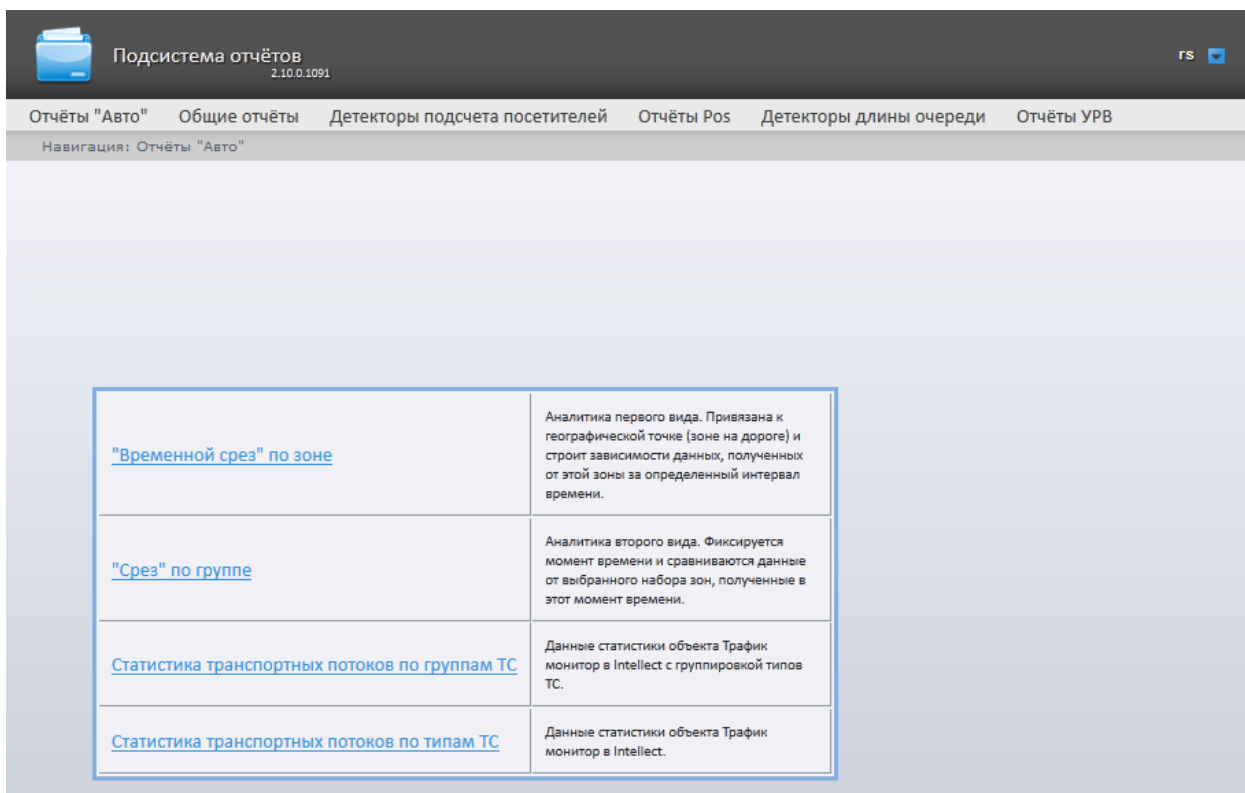 Подсистема отчётов
2.10.0.1091
rs
Отчёты "Авто" Общие отчёты Детекторы подсчета посетителей Отчёты Pos Детекторы длины очереди Отчёты УРВ
Навигация: Отчёты "Авто"
"Временной срез" по зоне
Аналитика первого вида. Привязана к
географической точке (зоне на дороге) и
строит зависимости данных, полученных
от этой зоны за определенный интервал
времени.
"Срез" по группе
Аналитика второго вида. Фиксируется
момент времени и сравниваются данные
от выбранного набора зон, полученные в
этот момент времени.
Статистика транспортных потоков по группам ТС
Данные статистики объекта Трафик
монитор в Intellect с группировкой типов
ТС.
Статистика транспортных потоков по типам ТС
Данные статистики объекта Трафик
монитор в Intellect.